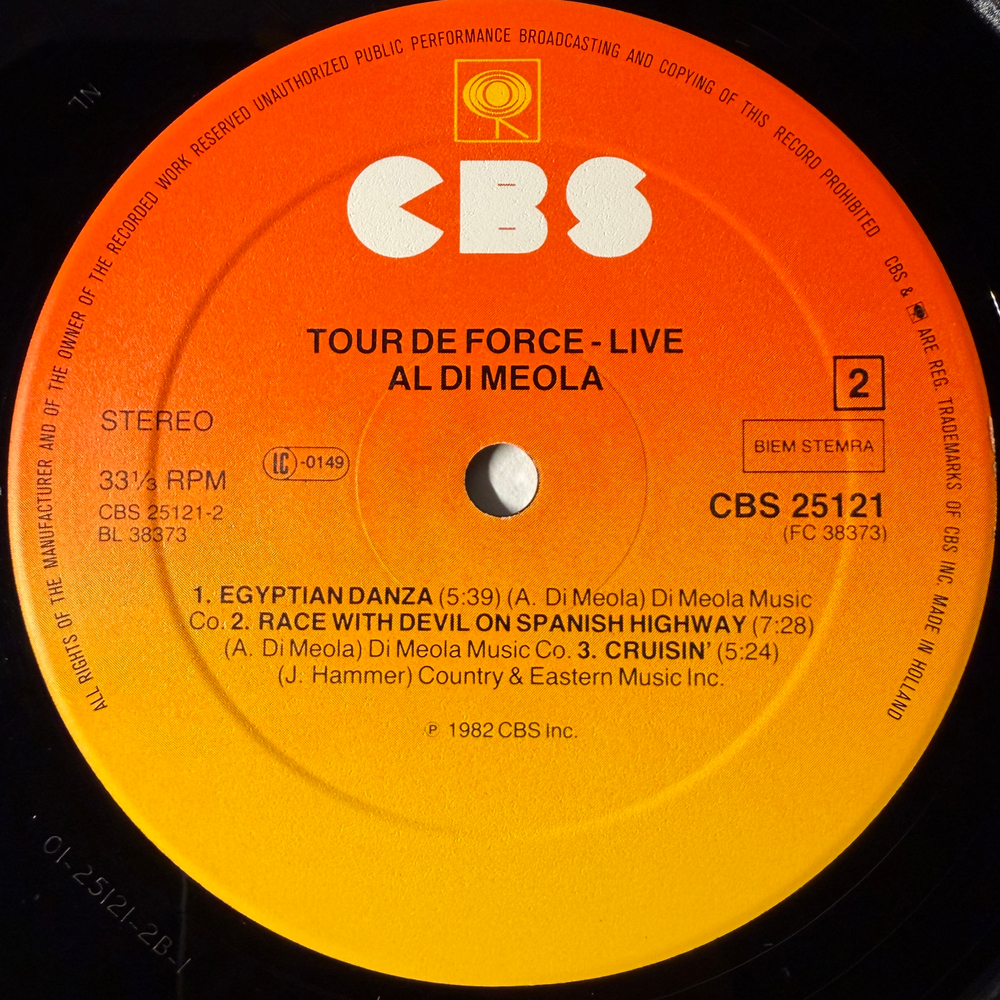 ALL RIGHTS OF THE MANUFACTURER AND OF THE OWNER OF THE RECORDED WORK RESERVED UNAUTHORIZED PUBLIC PERFORMANCE BROADCASTING AND COPYING OF THIS RECORD PROHIBITED
CBS & ARE REG. TRADEMARKS OF CBS INC. MADE IN HOLLAND
NL
CBS
TOUR DE FORCE - LIVE
AL DI MEOLA
2
STEREO
BIEM STEMRA
LC -0149
33⅓ RPM
CBS 25121
CBS 25121-2
(FC 38373)
BL 38373
1. EGYPTIAN DANZA (5:39) (A. Di Meola) Di Meola Music
Co. 2. RACE WITH DEVIL ON SPANISH HIGHWAY (7:28)
(A. Di Meola) Di Meola Music Co. 3. CRUISIN' (5:24)
(J. Hammer) Country & Eastern Music Inc.
℗ 1982 CBS Inc.
01-25121-2B-1